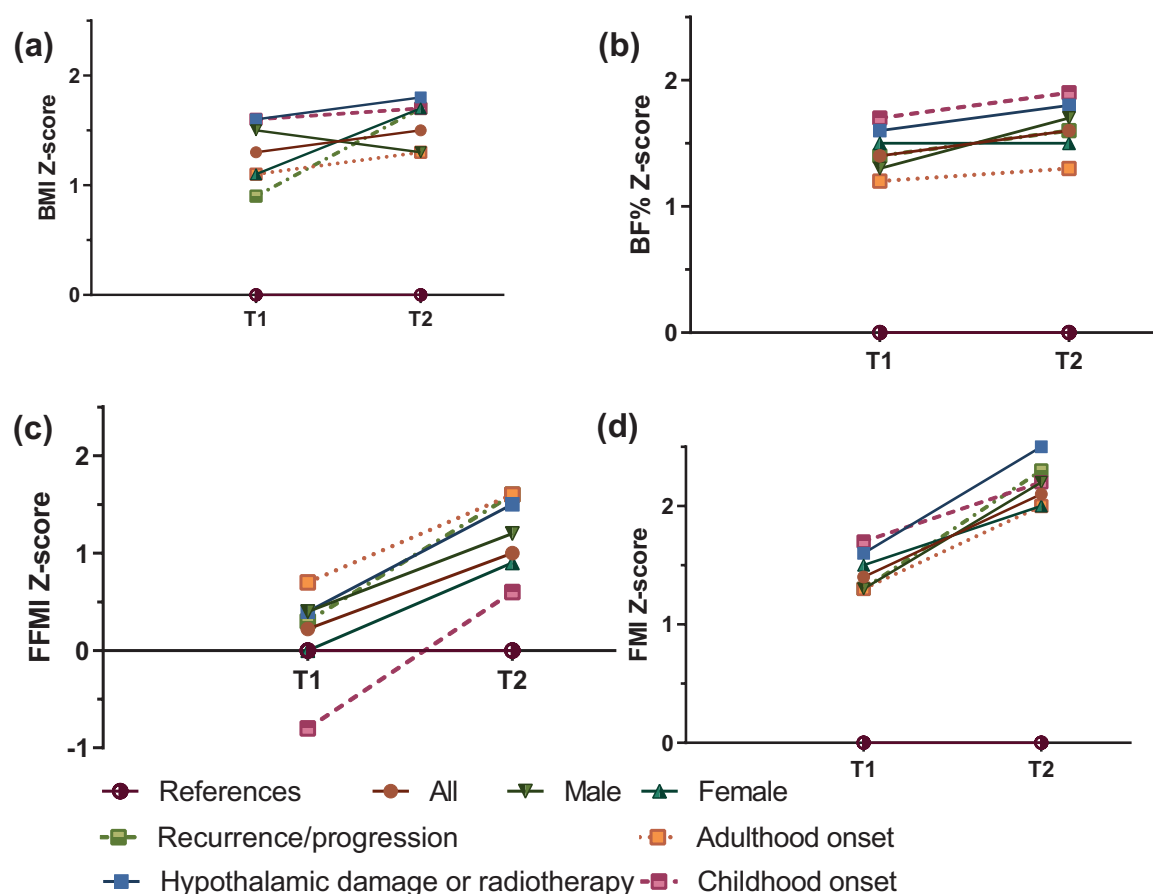 (a)
BMI Z-score
2
1
0
T1 T2
(b)
BF% Z-score
2
1
0
T1 T2
(c)
FFMI Z-score
2
1
0
-1
T1 T2
(d)
FMI Z-score
2
1
0
T1 T2
References All Male Female
Recurrence/progression Adulthood onset
Hypothalamic damage or radiotherapy Childhood onset